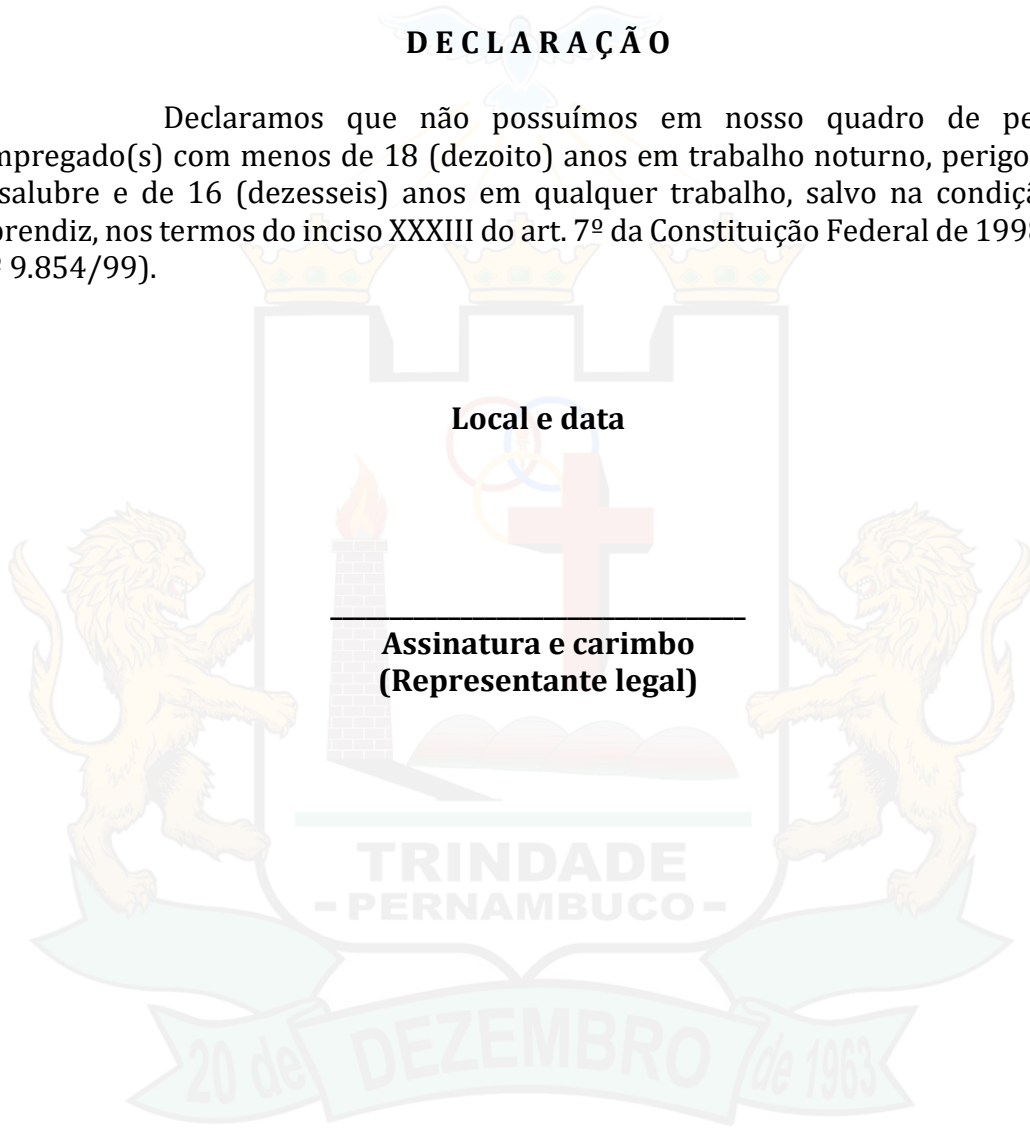 D E C L A R A Ç Ã O
Declaramos que não possuímos em nosso quadro de pe
mpregado(s) com menos de 18 (dezoito) anos em trabalho noturno, perigo
salubre e de 16 (dezesseis) anos em qualquer trabalho, salvo na condiç
prendiz, nos termos do inciso XXXIII do art. 7º da Constituição Federal de 1998
º 9.854/99).
Local e data
Assinatura e carimbo
(Representante legal)
TRINDADE
- PERNAMBUCO -
20 de DEZEMBRO de 1963